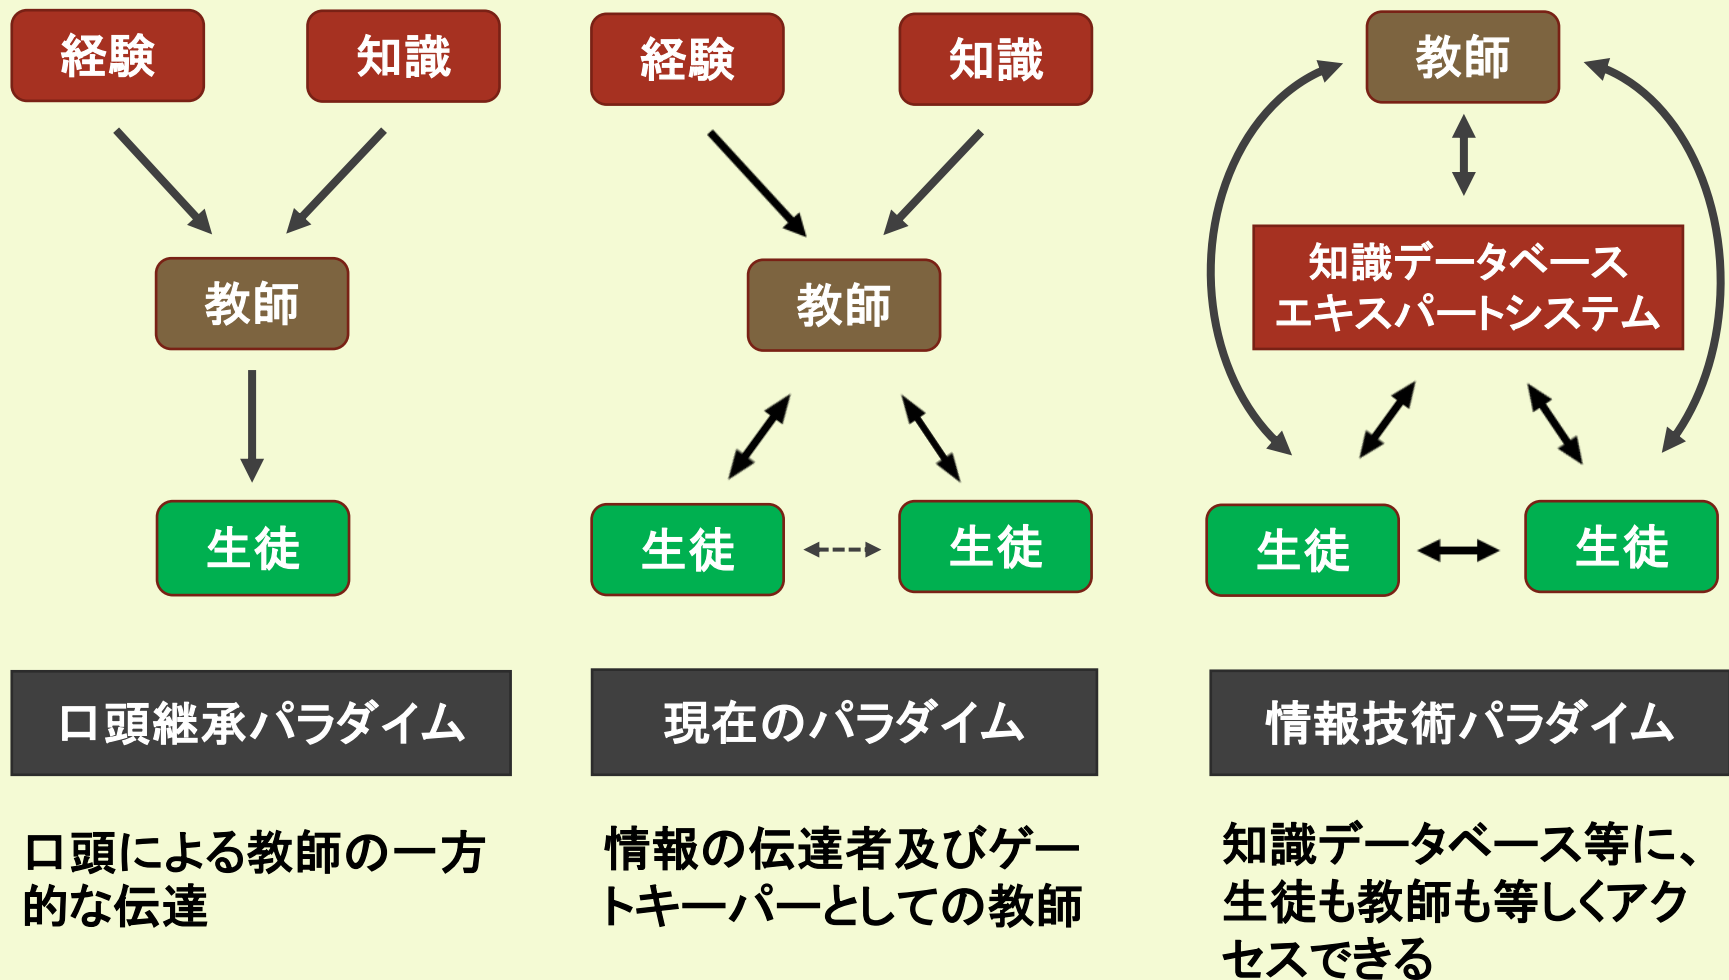 経験
知識
教師
生徒
口頭継承パラダイム
口頭による教師の一方
的な伝達
経験
知識
教師
生徒
生徒
現在のパラダイム
情報の伝達者及びゲー
トキーパーとしての教師
教師
知識データベース
エキスパートシステム
生徒
生徒
情報技術パラダイム
知識データベース等に、
生徒も教師も等しくアク
セスできる